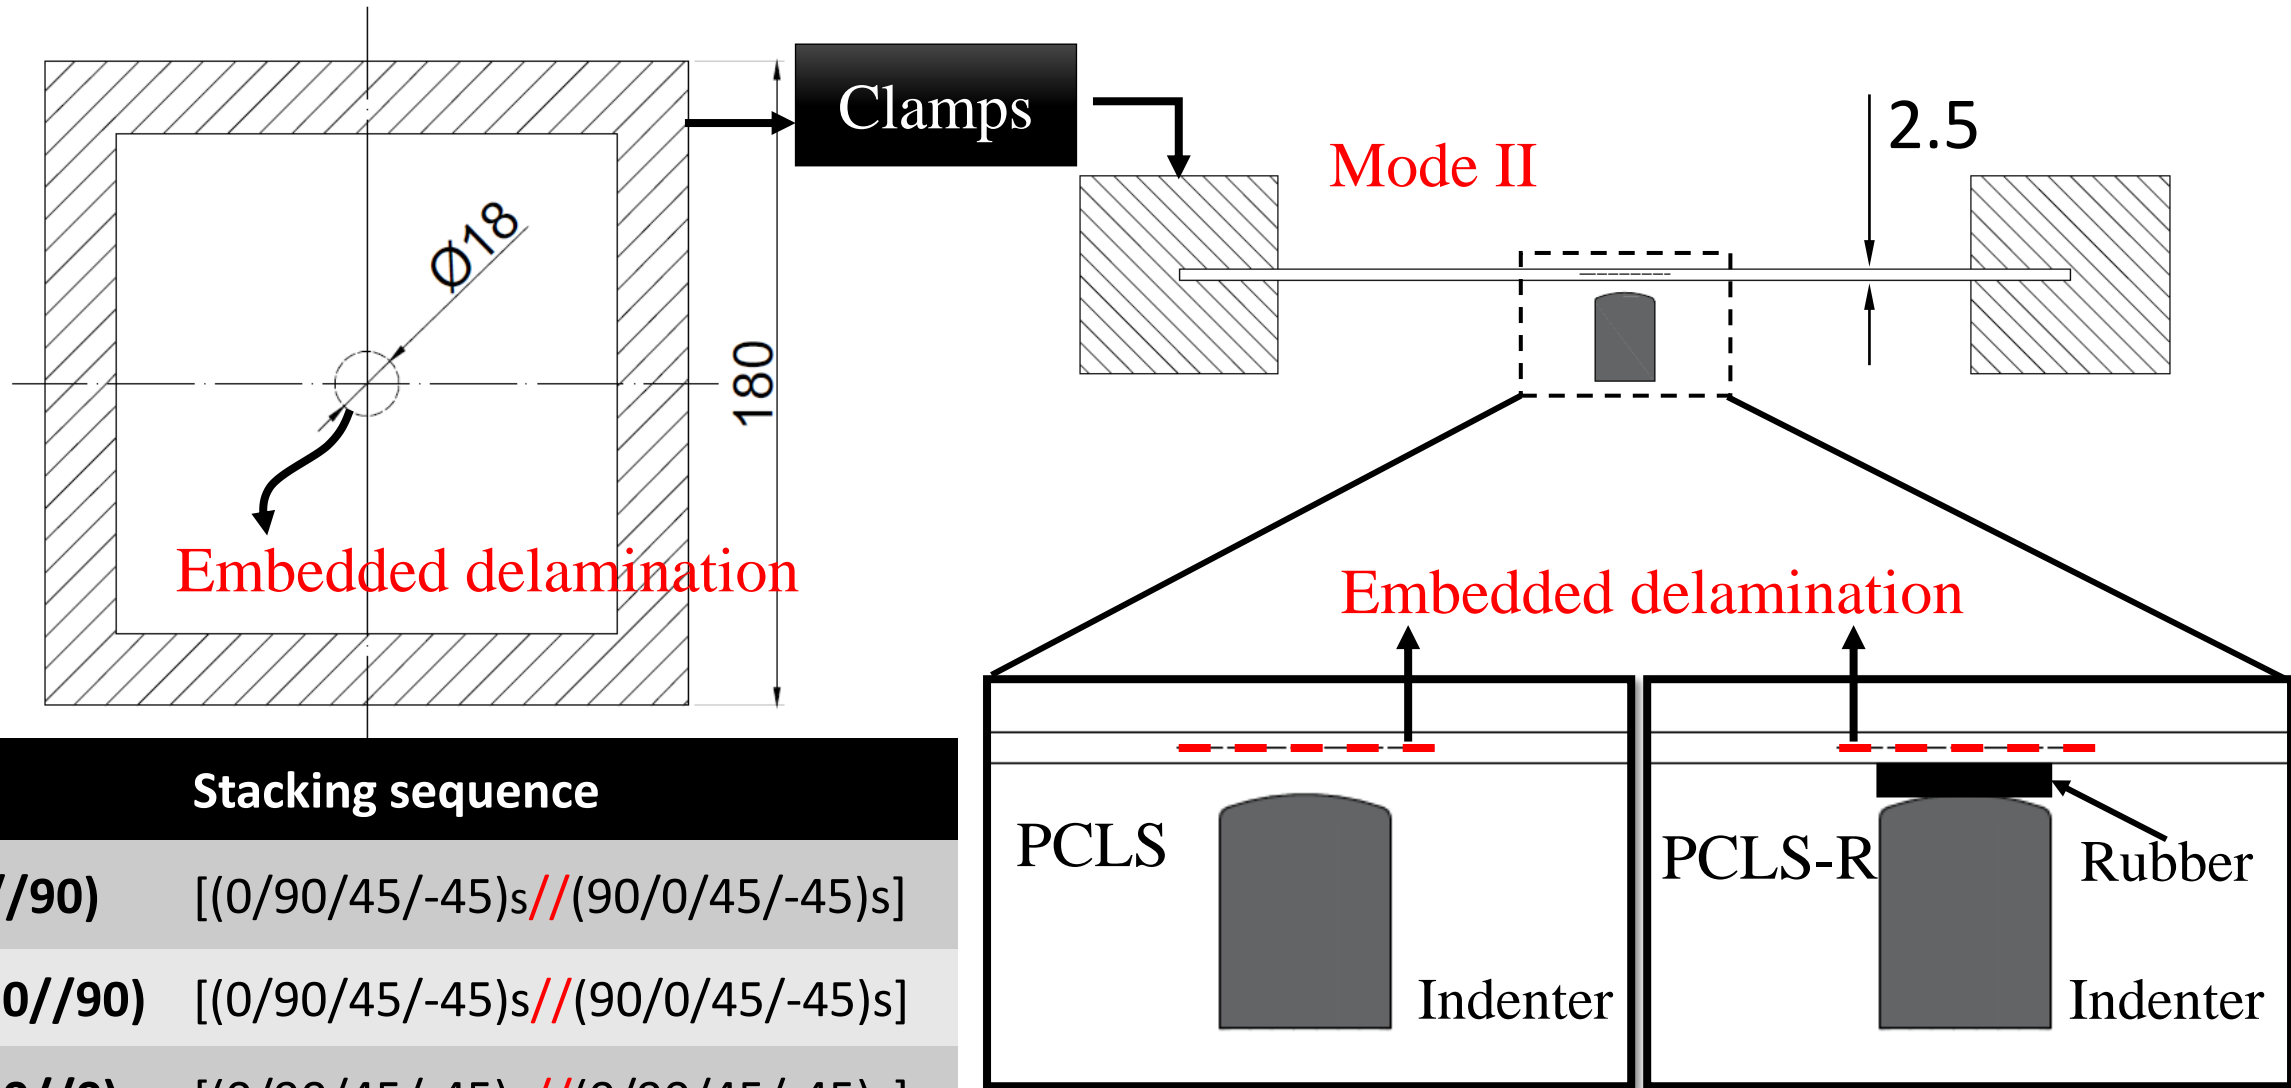 Clamps
Mode II
2.5
Ø18
180
Embedded delamination
Embedded delamination
PCLS
Indenter
PCLS-R
Rubber
Indenter
Stacking sequence
//90) [(0/90/45/-45)s//(90/0/45/-45)s]
0//90) [(0/90/45/-45)s//(90/0/45/-45)s]